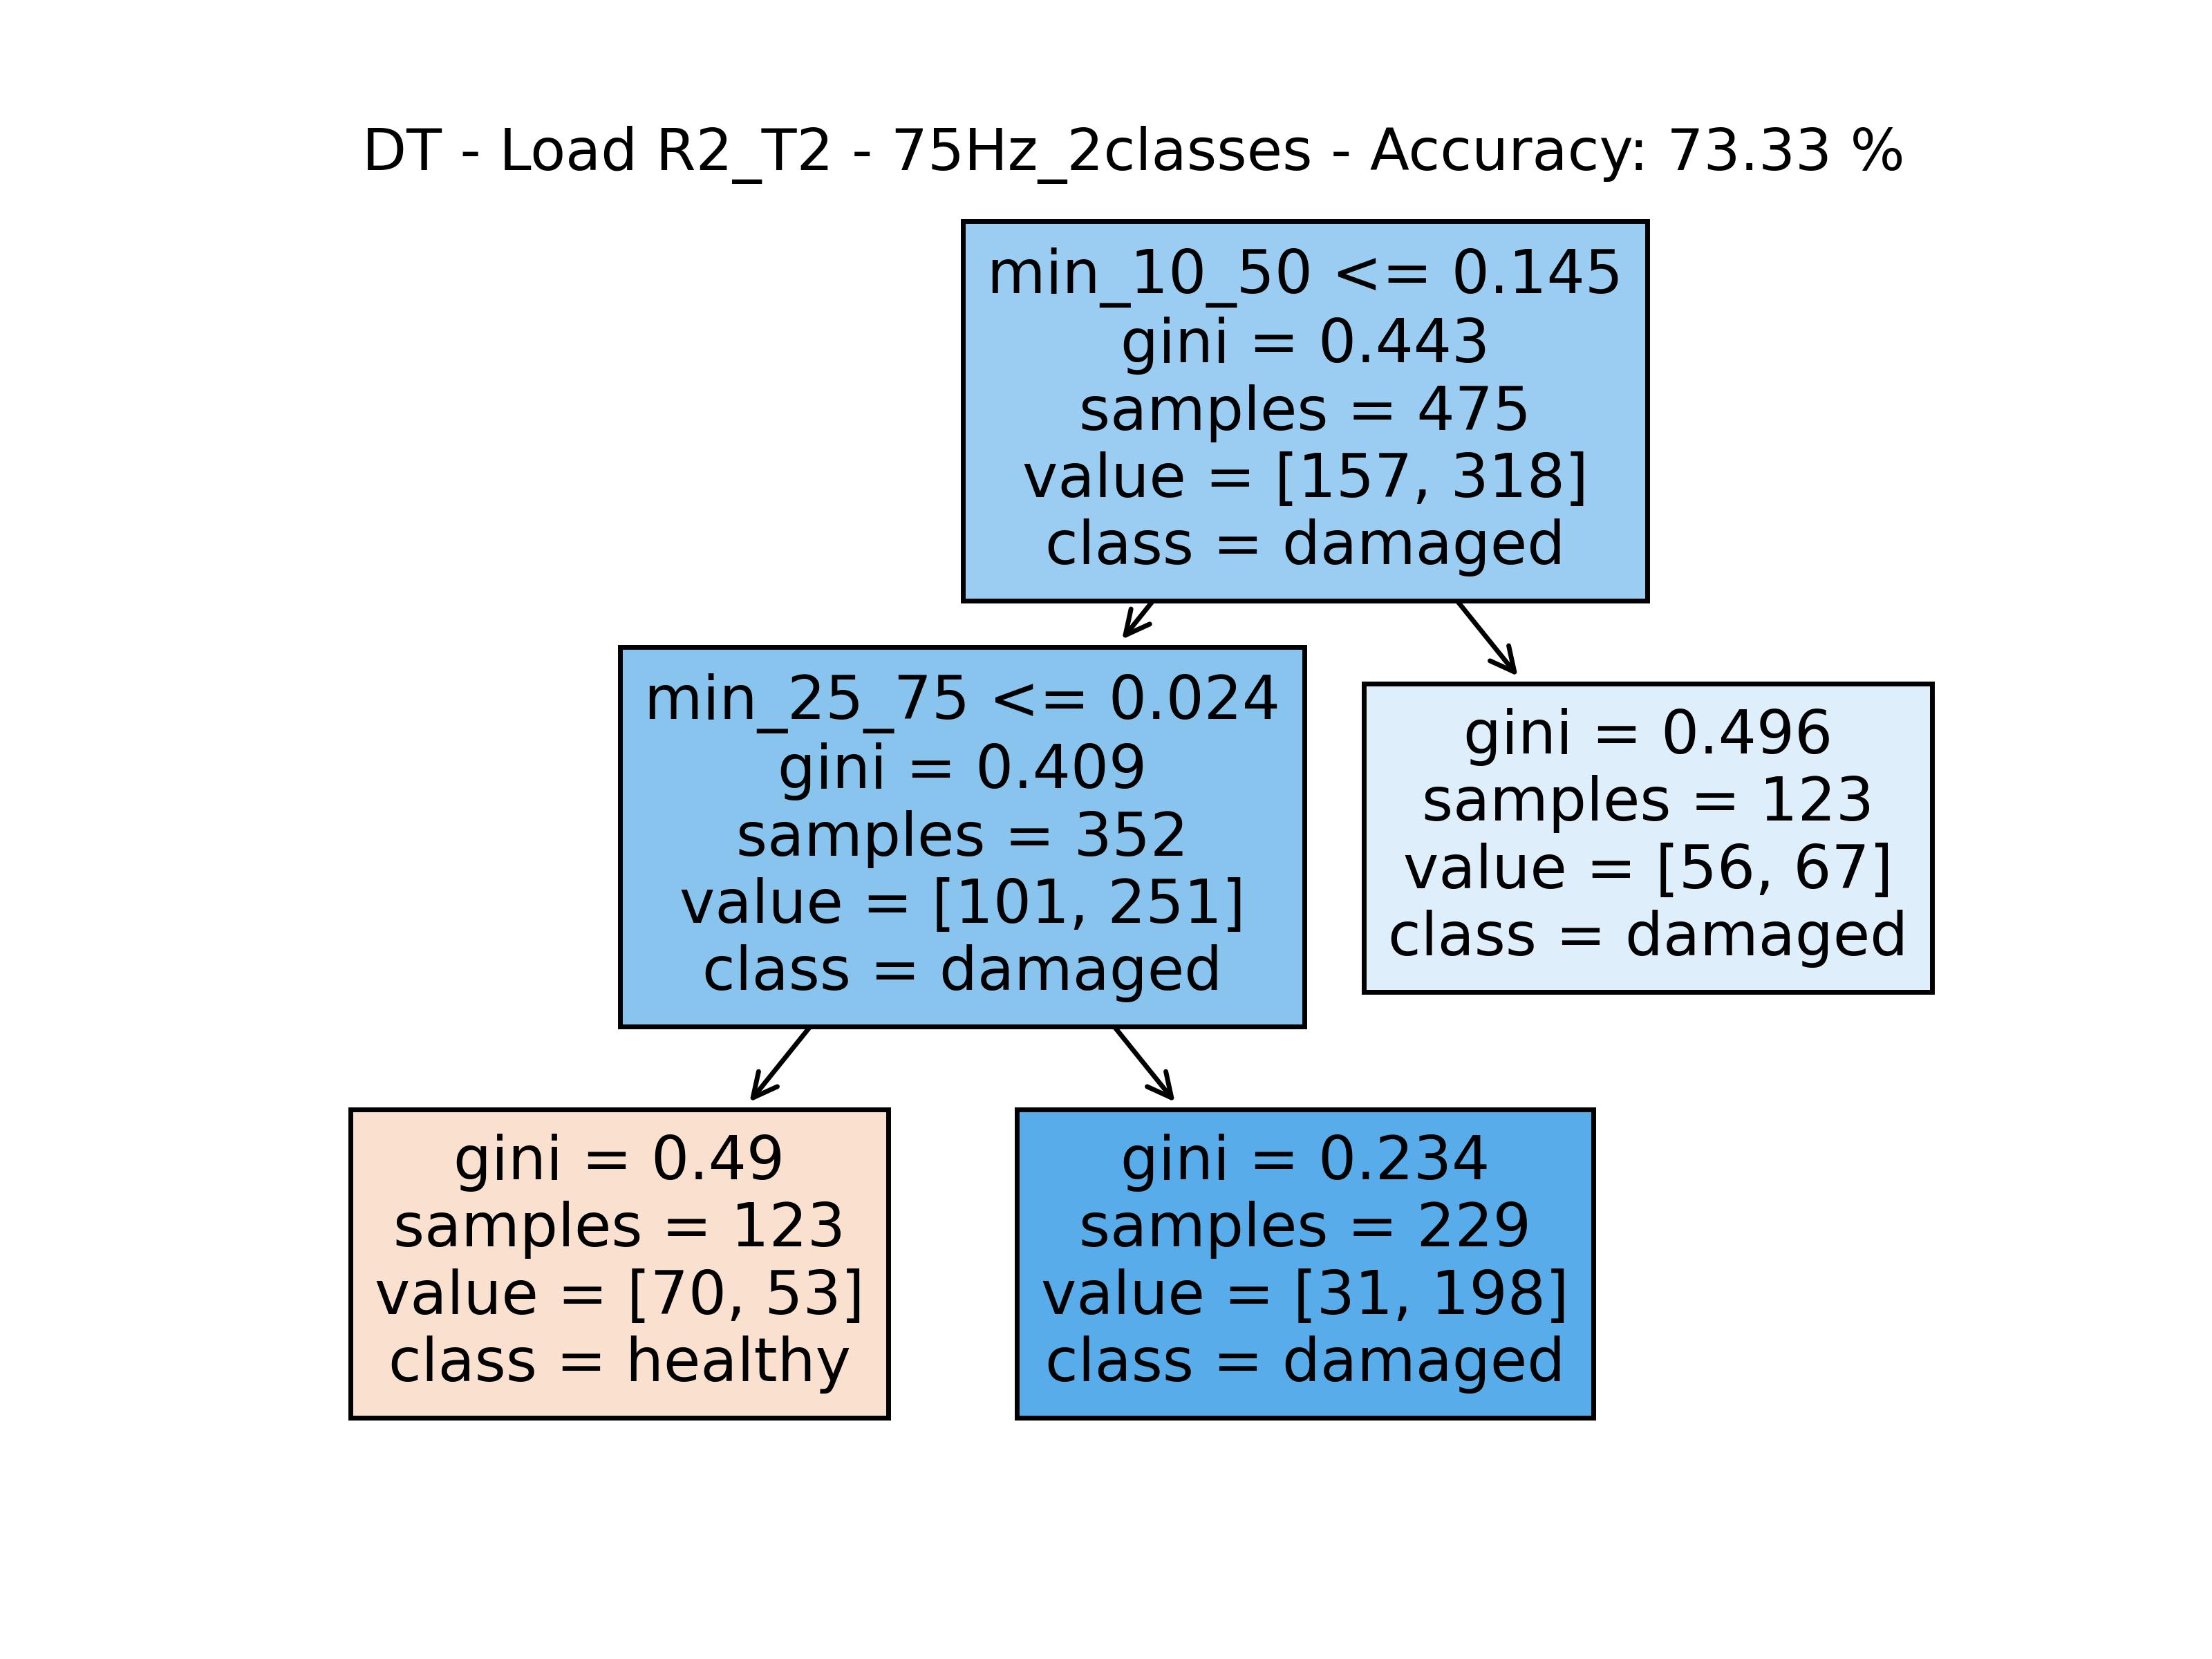 DT - Load R2_T2 - 75Hz_2classes - Accuracy: 73.33 %
min_10_50 <= 0.145
gini = 0.443
samples = 475
value = [157, 318]
class = damaged
min_25_75 <= 0.024
gini = 0.409
samples = 352
value = [101, 251]
class = damaged
gini = 0.496
samples = 123
value = [56, 67]
class = damaged
gini = 0.49
samples = 123
value = [70, 53]
class = healthy
gini = 0.234
samples = 229
value = [31, 198]
class = damaged